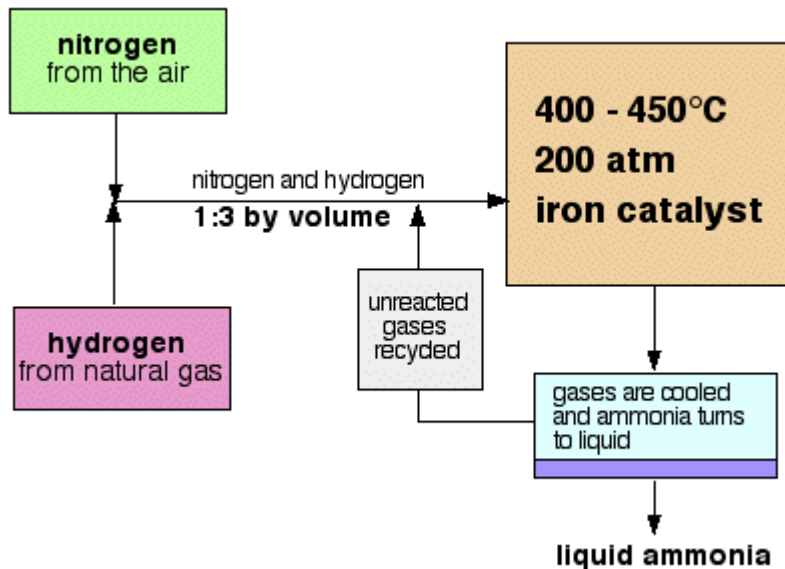 nitrogen
from the air
nitrogen and hydrogen
1:3 by volume
400 - 450°C
200 atm
iron catalyst
hydrogen
from natural gas
unreacted
gases
recycled
gases are cooled
and ammonia turns
to liquid
liquid ammonia